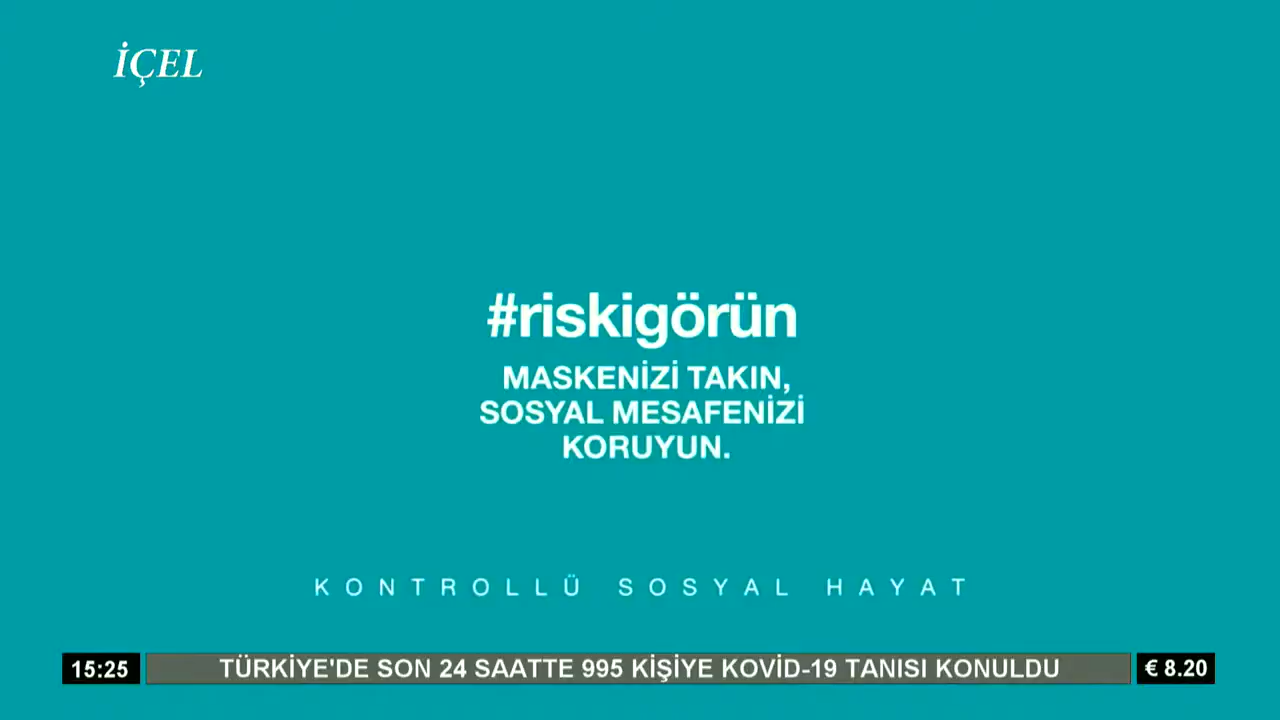 İÇEL
#riskigörün
MASKENİZİ TAKIN,
SOSYAL MESAFENİZİ
KORUYUN.
KONTROLLÜ SOSYAL HAYAT
15:25
TÜRKİYE'DE SON 24 SAATTE 995 KİŞİYE KOVİD-19 TANISI KONULDU
€ 8.20